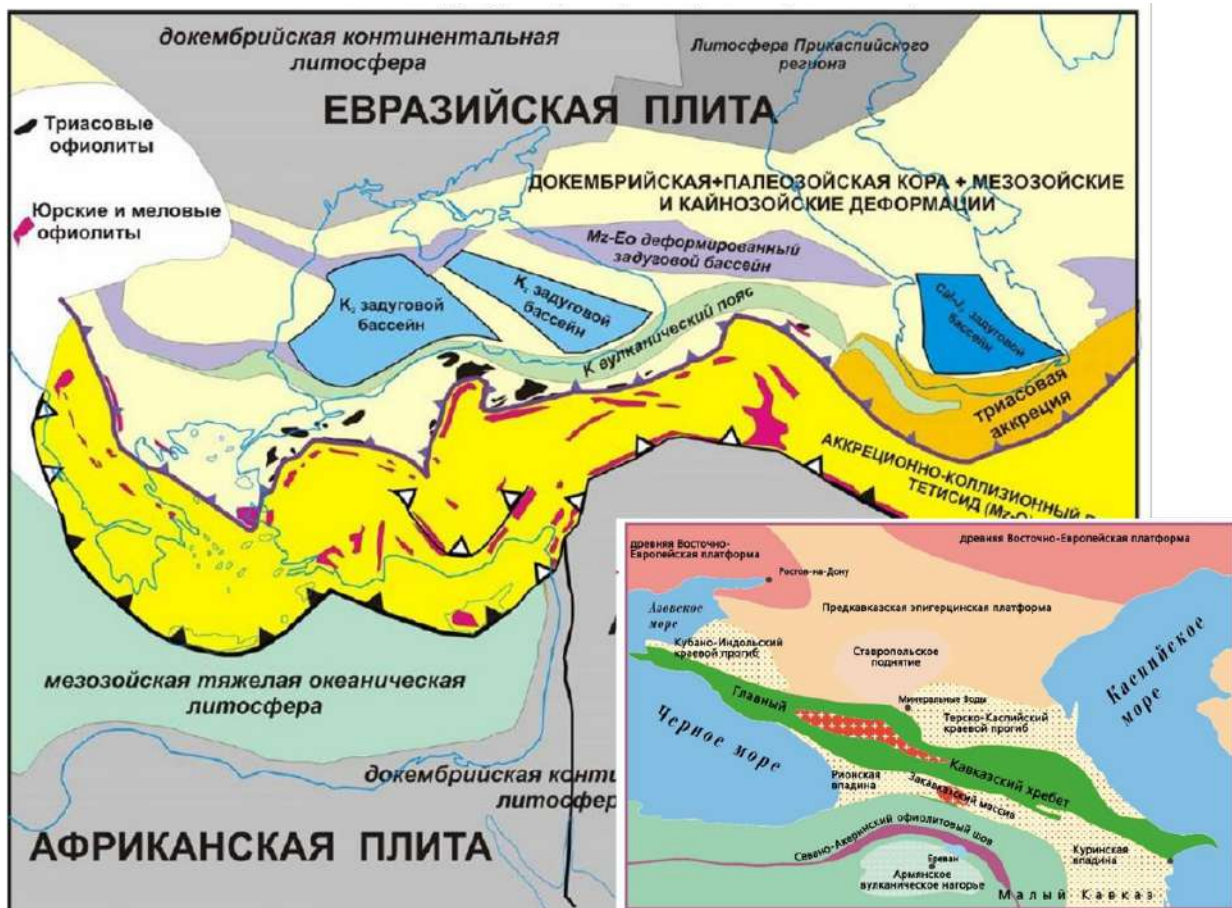 докембрийская континентальная
литосфера
Литосфера Прикаспийского
региона
ЕВРАЗИЙСКАЯ ПЛИТА
Триасовые
офиолиты
Юрские и меловые
офиолиты
ДОКЕМБРИЙСКАЯ+ПАЛЕОЗОЙСКАЯ КОРА + МЕЗОЗОЙСКИЕ
И КАЙНОЗОЙСКИЕ ДЕФОРМАЦИИ
Mz-Eo деформированный
задуговой бассейн
K₂ задуговой
бассейн
задуговой
бассейн
К вулканический пояс
задуговой
бассейн
триасовая
аккреция
АККРЕЦИОННО-КОЛЛИЗИОННЫЙ
ТЕТИСИД
мезозойская тяжелая океаническая
литосфера
докембрийская
АФРИКАНСКАЯ ПЛИТА
древняя Восточно-
Европейская платформа
древняя Восточно-Европейская платформа
Ростов-на-Дону
Азовское
море
Предкавказская эпигерцинская платформа
Кубано-Индольский
краевой прогиб
Ставропольское
поднятие
Каспийское
море
Минеральные Воды
Главный
Кавказский хребет
Терско-Каспийский
краевой прогиб
Черное море
Рионская
впадина
Закавказский массив
Севано-Акеринский офиолитовый шов
Ереван
Армянское
вулканическое нагорье
Куринская
впадина
Малый Кавказ